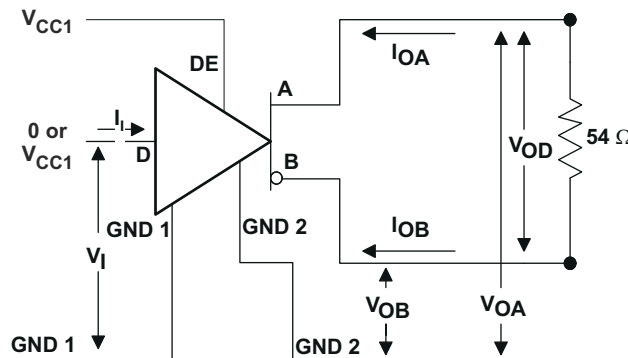 VCC1
DE
IOA
A
0 or
VCC1
II
D
B
VOD
54 Ω
GND 1
GND 2
IOB
VI
VOB
VOA
GND 1
GND 2